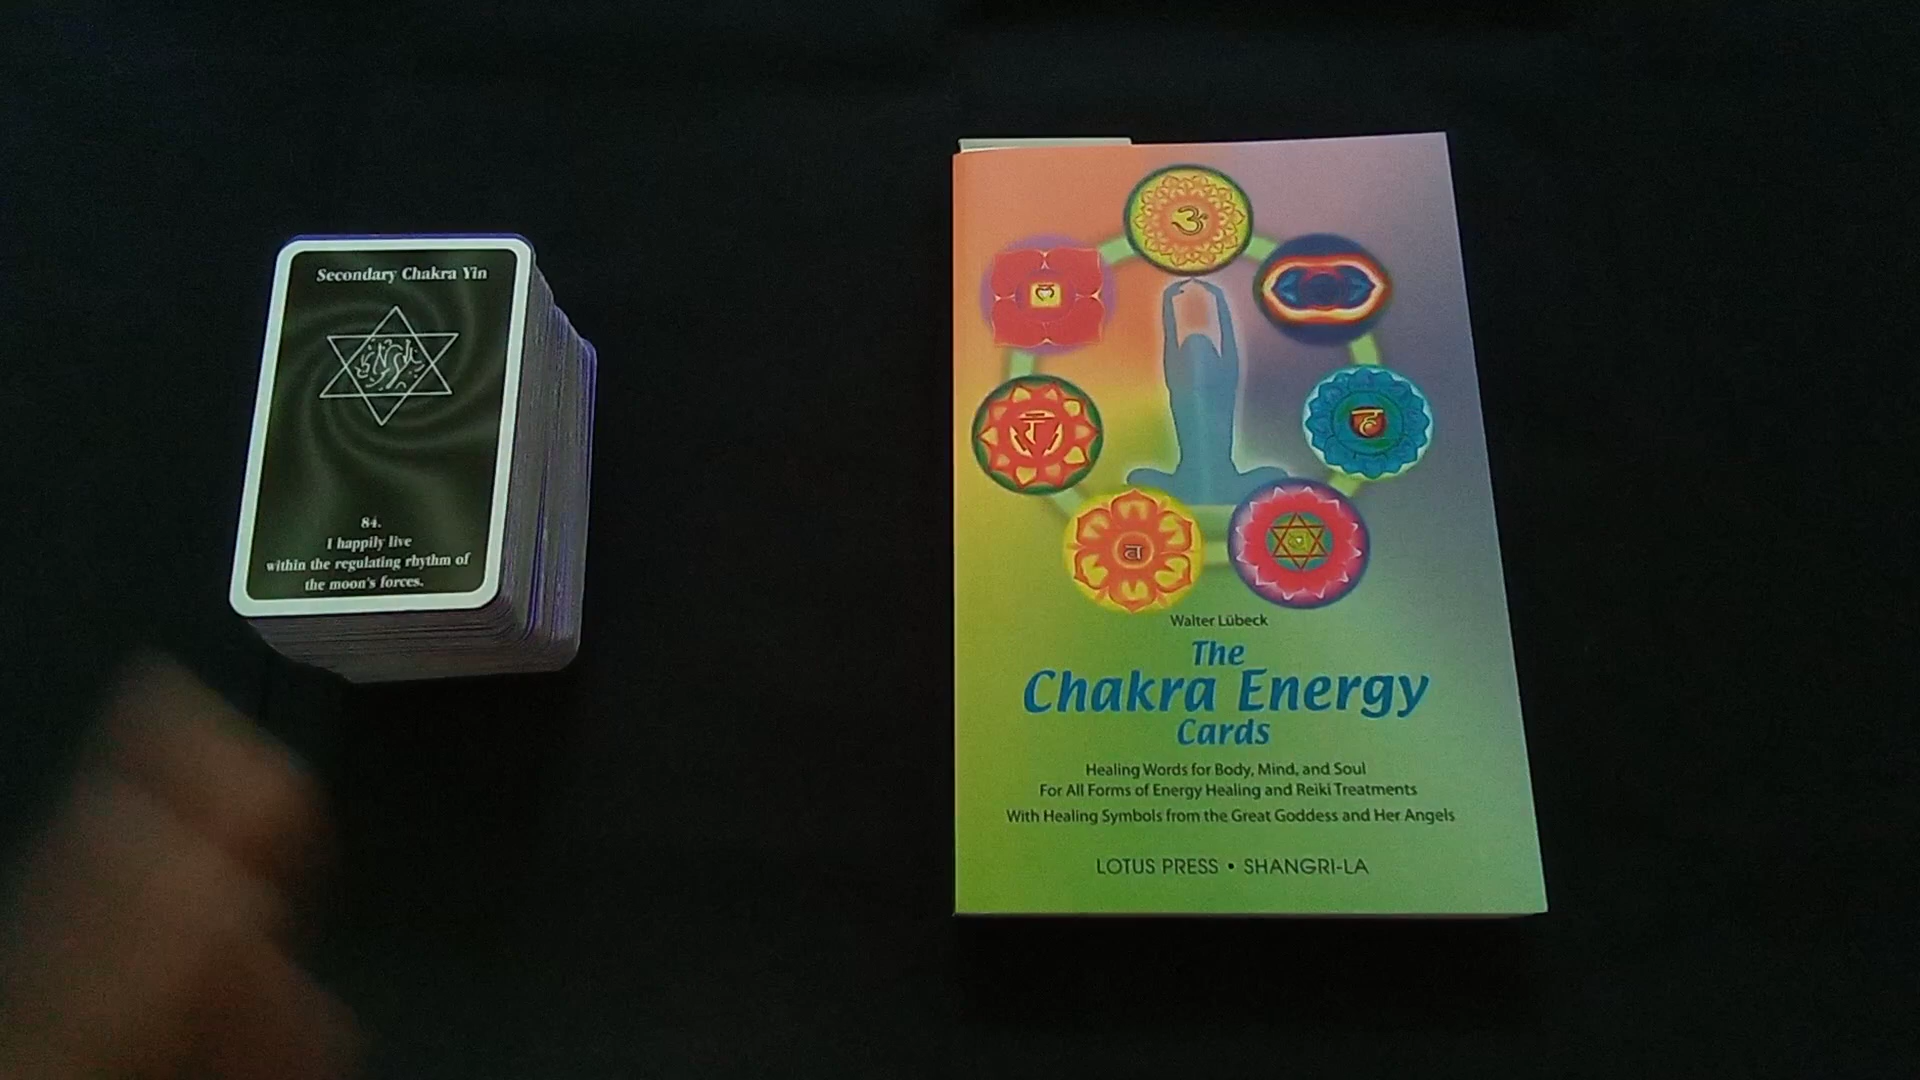 Secondary Chakra Yin
84.
I happily live
within the regulating rhythm of
the moon's forces.
Walter Lübeck
The
Chakra Energy
Cards
Healing Words for Body, Mind, and Soul
For All Forms of Energy Healing and Reiki Treatments
With Healing Symbols from the Great Goddess and Her Angels
LOTUS PRESS • SHANGRI-LA